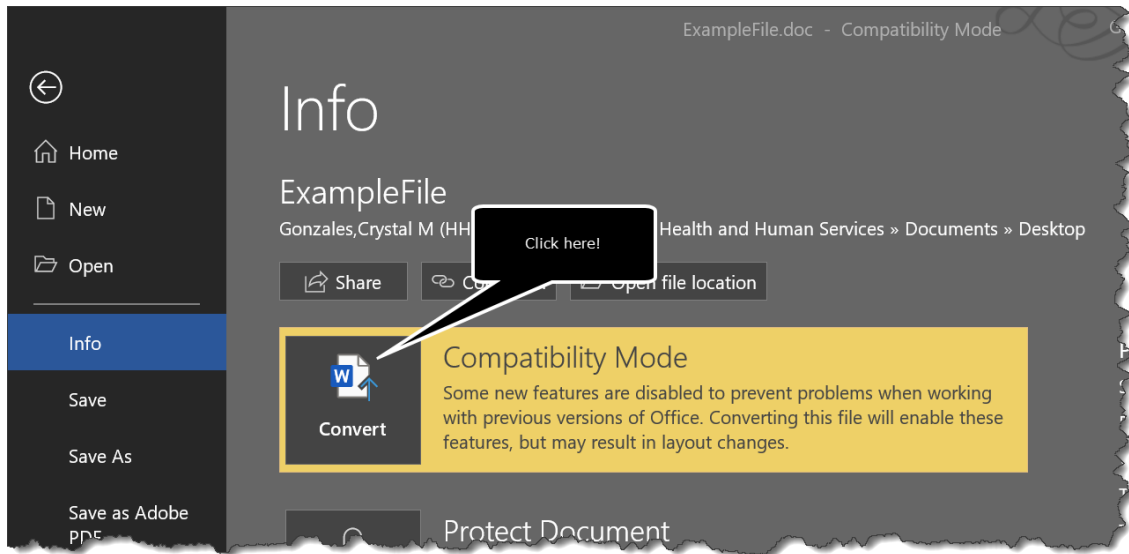 ExampleFile.doc - Compatibility Mode
Info
Home
New
Open
Info
Save
Save As
Save as Adobe
PDF
ExampleFile
Gonzales,Crystal M (HH Health and Human Services » Documents » Desktop
Click here!
Share
Open file location
W
Convert
Compatibility Mode
Some new features are disabled to prevent problems when working
with previous versions of Office. Converting this file will enable these
features, but may result in layout changes.
Protect Document